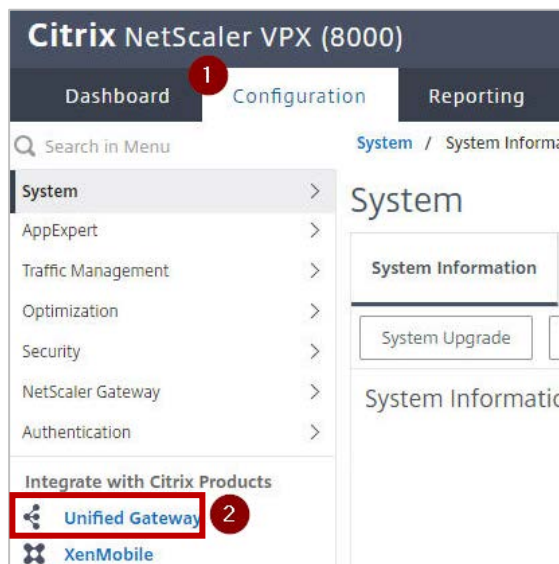 Citrix NetScaler VPX (8000)
1
Dashboard Configuration Reporting
Search in Menu
System / System Informa
System
System
AppExpert
Traffic Management
System Information
Optimization
System Upgrade
Security
NetScaler Gateway
System Informatio
Authentication
Integrate with Citrix Products
Unified Gateway 2
XenMobile